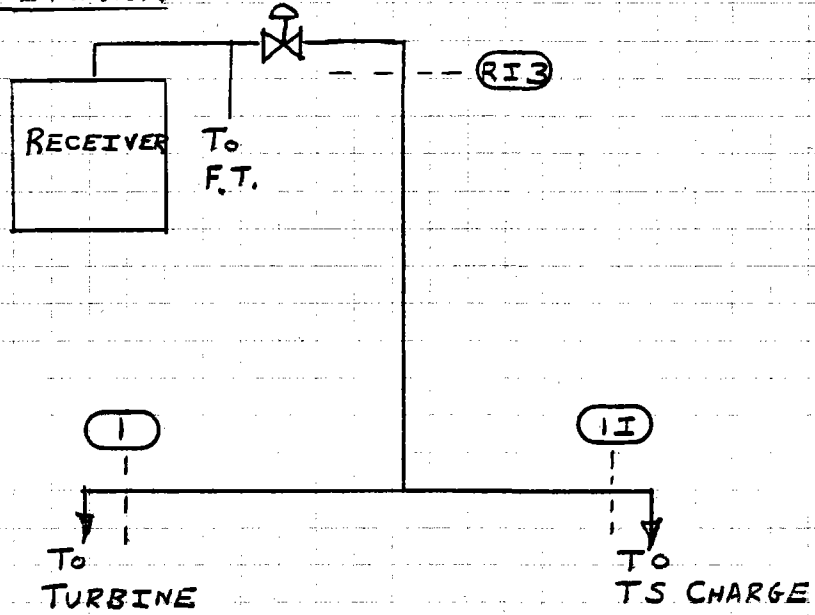 RI3
RECEIVER
To
F.T.
1
1I
To
TURBINE
To
TS CHARGE